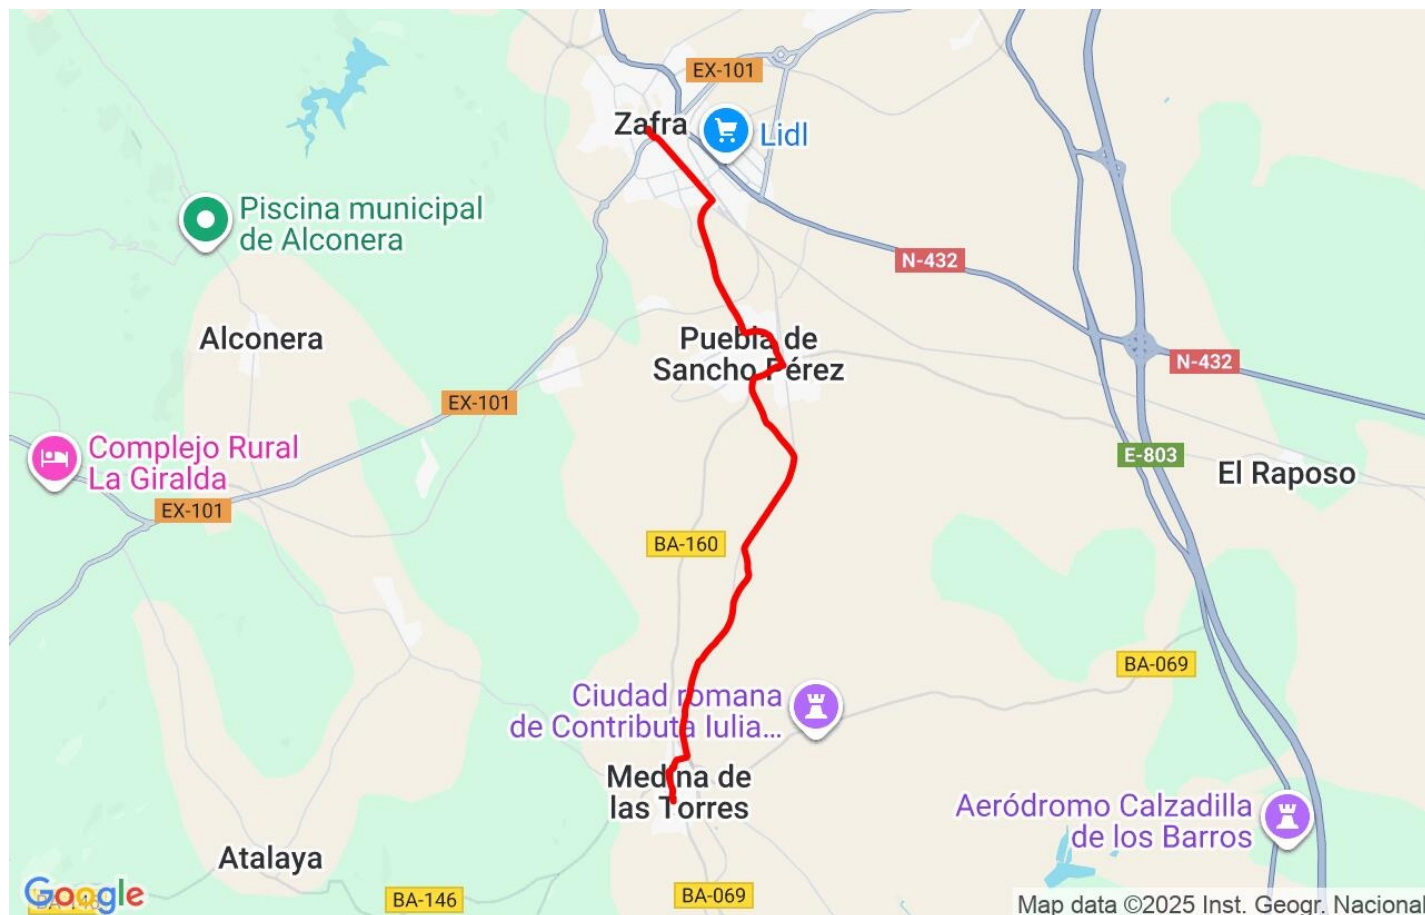 EX-101
Zafra
Lidl
Piscina municipal
de Alconera
N-432
Alconera
Puebla de
Sancho Pérez
N-432
EX-101
Complejo Rural
La Giralda
E-803
El Raposo
EX-101
BA-160
BA-069
Ciudad romana
de Contributa Iulia...
Medina de
las Torres
Aeródromo Calzadilla
de los Barros
Atalaya
Google
BA-146
BA-069
Map data ©2025 Inst. Geogr. Nacional